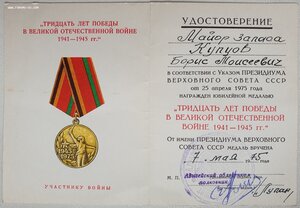 "ТРИДЦАТЬ ЛЕТ ПОБЕДЫ
В ВЕЛИКОЙ ОТЕЧЕСТВЕННОЙ
ВОЙНЕ
1941—1945 гг."
УЧАСТНИКУ ВОЙНЫ
УДОСТОВЕРЕНИЕ
Майор запаса
Борис Моисеевич
В СООТВЕТСТВИИ С УКАЗОМ ПРЕЗИДИУМА
ВЕРХОВНОГО СОВЕТА СССР
от 25 апреля 1975 года
НАГРАЖДЕН ЮБИЛЕЙНОЙ МЕДАЛЬЮ
"ТРИДЦАТЬ ЛЕТ ПОБЕДЫ
В ВЕЛИКОЙ ОТЕЧЕСТВЕННОЙ
ВОЙНЕ 1941—1945 гг."
От имени ПРЕЗИДИУМА ВЕРХОВНОГО
СОВЕТА СССР МЕДАЛЬ ВРУЧЕНА
7 мая 1975 г.
М. П.